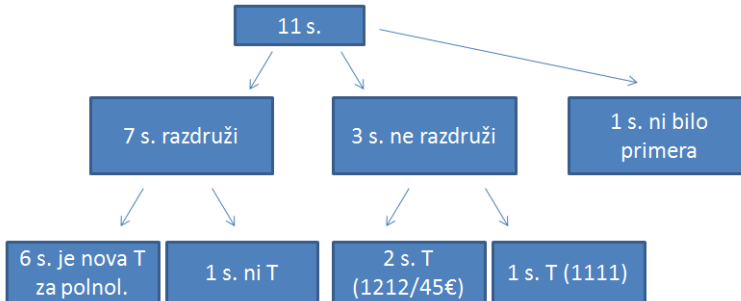 11 s.
7 s. razdruži
3 s. ne razdruži
1 s. ni bilo
primera
6 s. je nova T
za polnol.
1 s. ni T
2 s. T
(1212/45€)
1 s. T (1111)